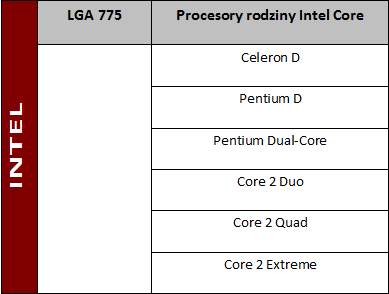 INTEL
LGA 775
Procesory rodziny Intel Core
Celeron D
Pentium D
Pentium Dual-Core
Core 2 Duo
Core 2 Quad
Core 2 Extreme